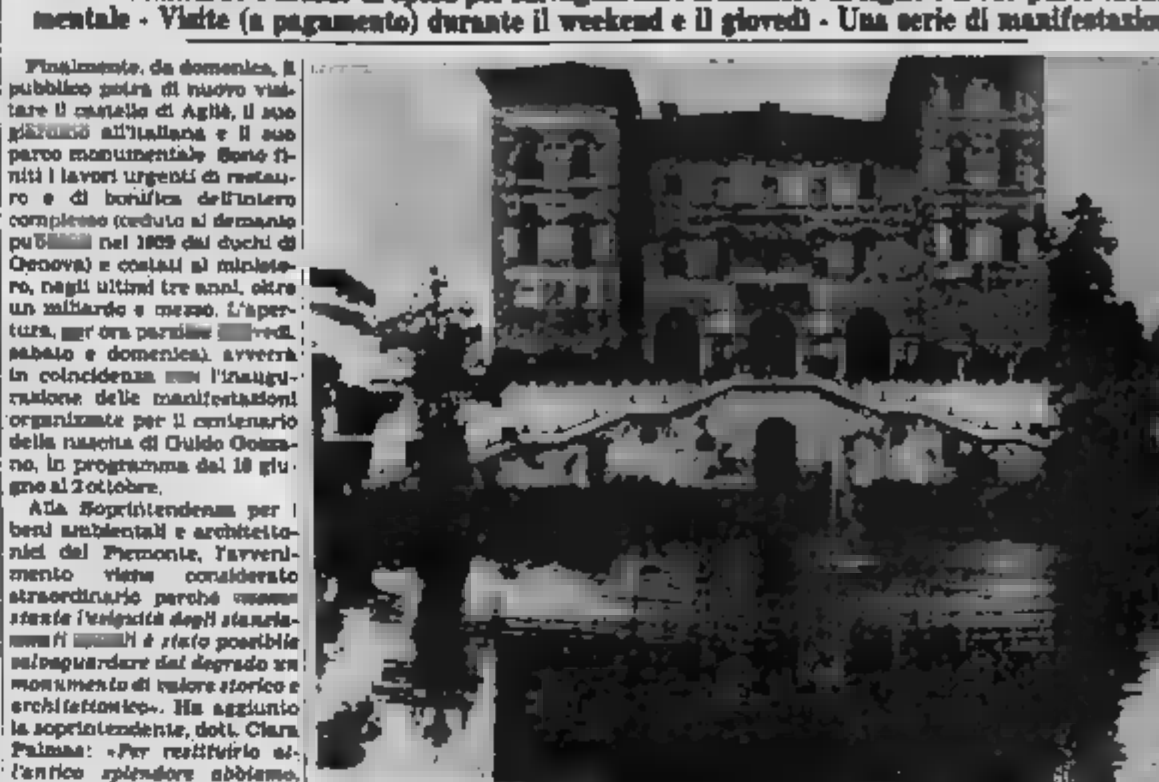 mentale - Visite (a pagamento) durante il weekend e il giovedì - Una serie di manifestazio
Finalmente, da domenica, il
pubblico potrà di nuovo visi-
tare il castello di Agliè, il suo
giardino all'italiana e il suo
parco monumentale. Sono fi-
niti i lavori urgenti di restau-
ro e di bonifica dell'intero
complesso (ceduto al demanio
nel dai duchi di
Genova) e costati al ministe-
ro, negli ultimi tre anni, oltre
un miliardo e mezzo. L'aper-
tura, per ora
sabato e domenica), avverrà
in coincidenza l'inaugu-
razione delle manifestazioni
organizzate per il centenario
della nascita di Guido Gozza-
no, in programma dal giu-
gno al 2 ottobre.
Alla Soprintendenza per i
beni ambientali e architetto-
nici del Piemonte, l'avveni-
mento viene considerato
straordinario perché
stante l'esiguità degli stanzia-
è stato possibile
salvaguardare dal degrado un
monumento di valore storico e
architettonico». Ha aggiunto
la soprintendente, dott. Clara
Palmas: «Per restituirlo al-
l'antico splendore abbiamo,